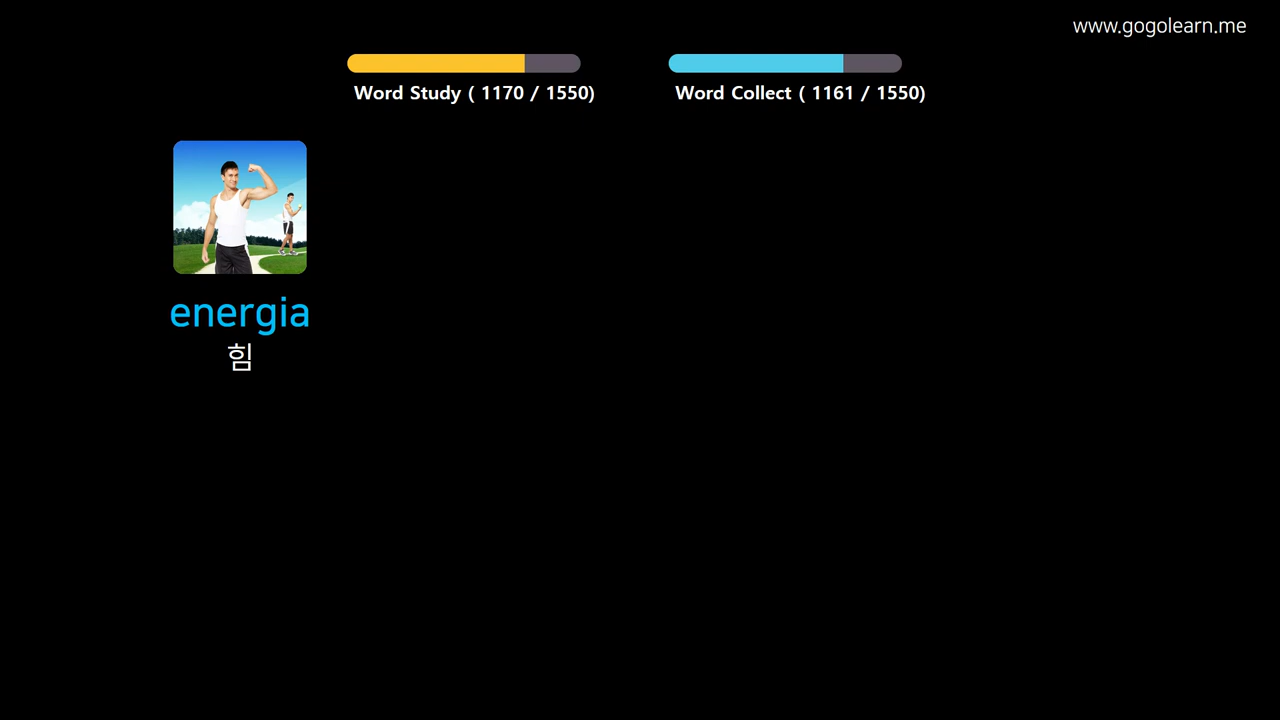 www.gogolearn.me
Word Study ( 1170 / 1550)
Word Collect ( 1161 / 1550)
energia
힘